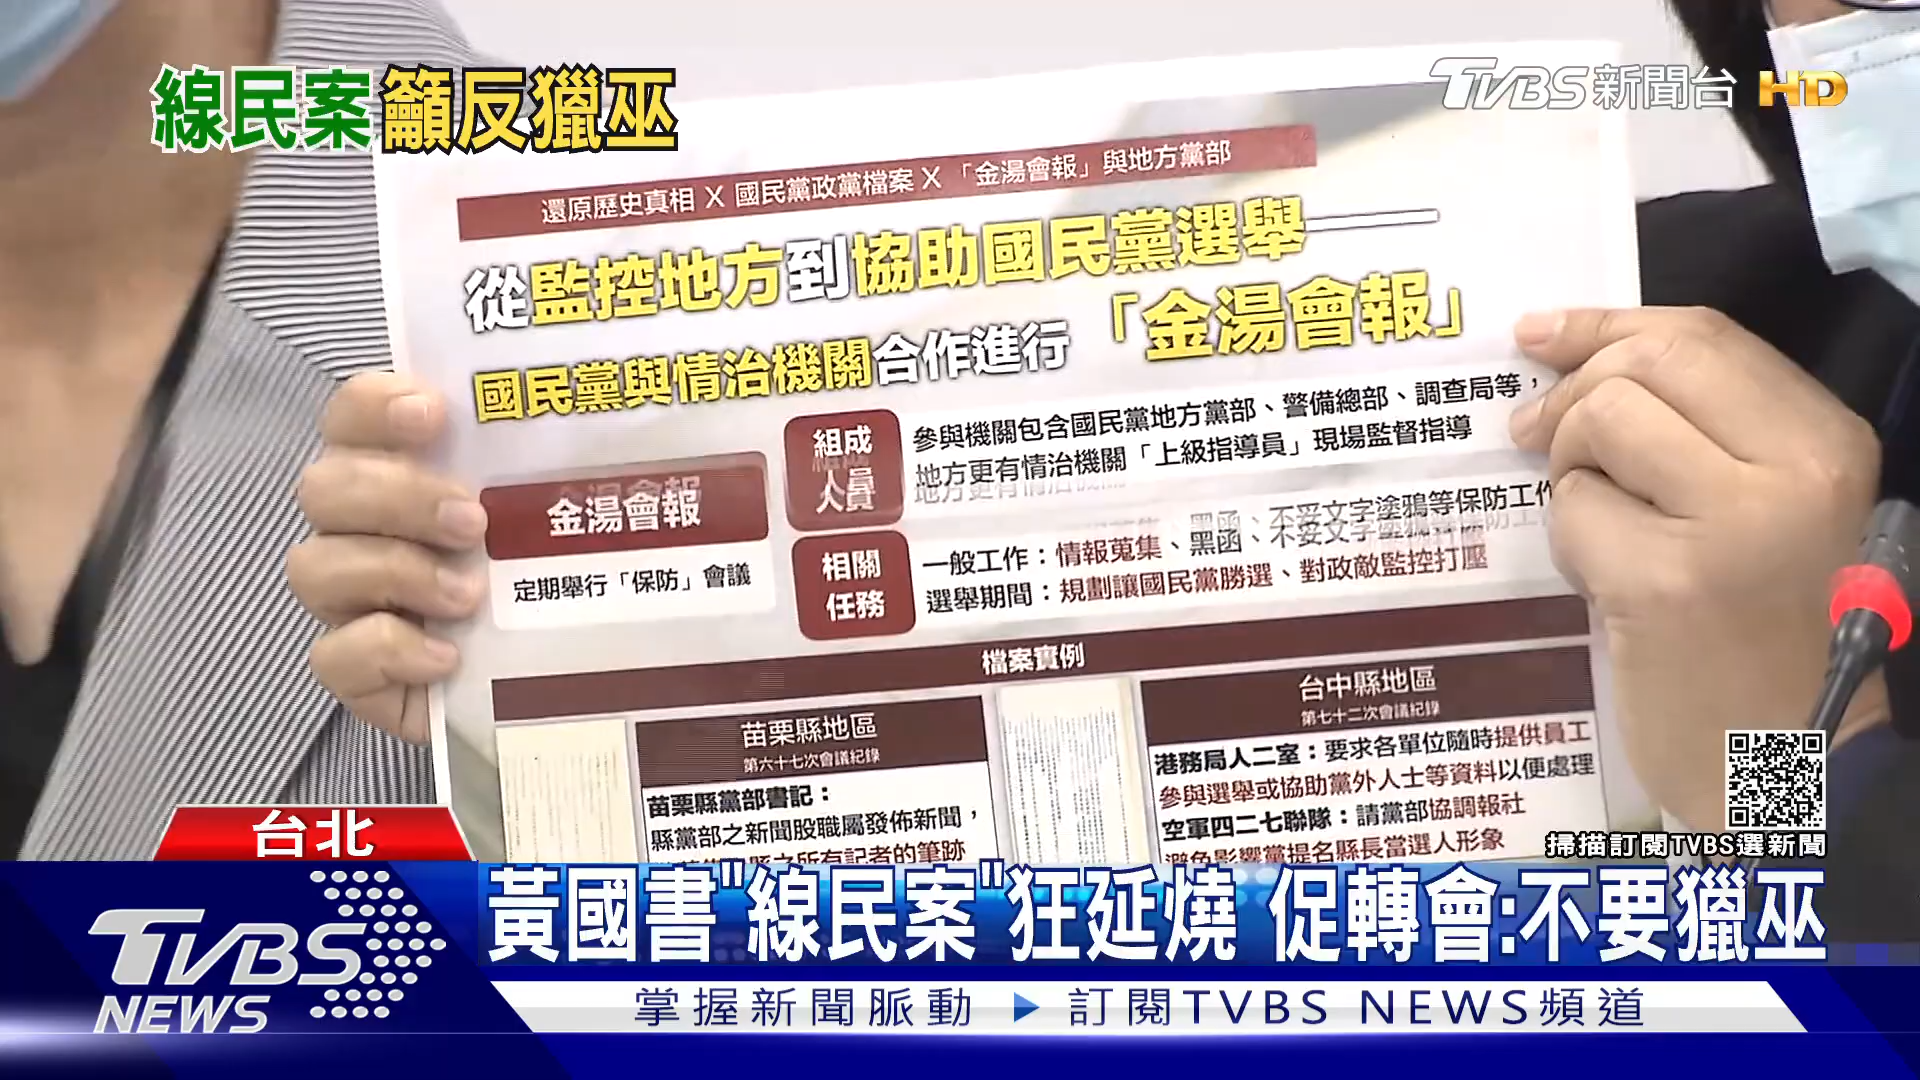 線民案籲反獵巫
TVBS新聞台 HD
還原歷史真相 X 國民黨政黨檔案 X 「金湯會報」與地方黨部
從監控地方到協助國民黨選舉——
國民黨與情治機關合作進行「金湯會報」
金湯會報
定期舉行「保防」會議
組成
人員
參與機關包含國民黨地方黨部、警備總部、調查局等，
地方更有情治機關「上級指導員」現場監督指導
相關
任務
一般工作：情報蒐集、黑函、不妥文字塗鴉等保防工作
選舉期間：規劃讓國民黨勝選、對政敵監控打壓
檔案實例
苗栗縣地區
第六十七次會議紀錄
苗栗縣黨部書記：
縣黨部之新聞股職屬發佈新聞，
之所有記者的筆跡
台中縣地區
第七十二次會議紀錄
港務局人二室：要求各單位隨時提供員工
參與選舉或協助黨外人士等資料以便處理
空軍四二七聯隊：請黨部協調報社
避免影響黨提名縣長當選人形象
掃描訂閱TVBS選新聞
台北
黃國書"線民案"狂延燒 促轉會:不要獵巫
TVBS
NEWS
掌握新聞脈動 ▶ 訂閱TVBS NEWS頻道